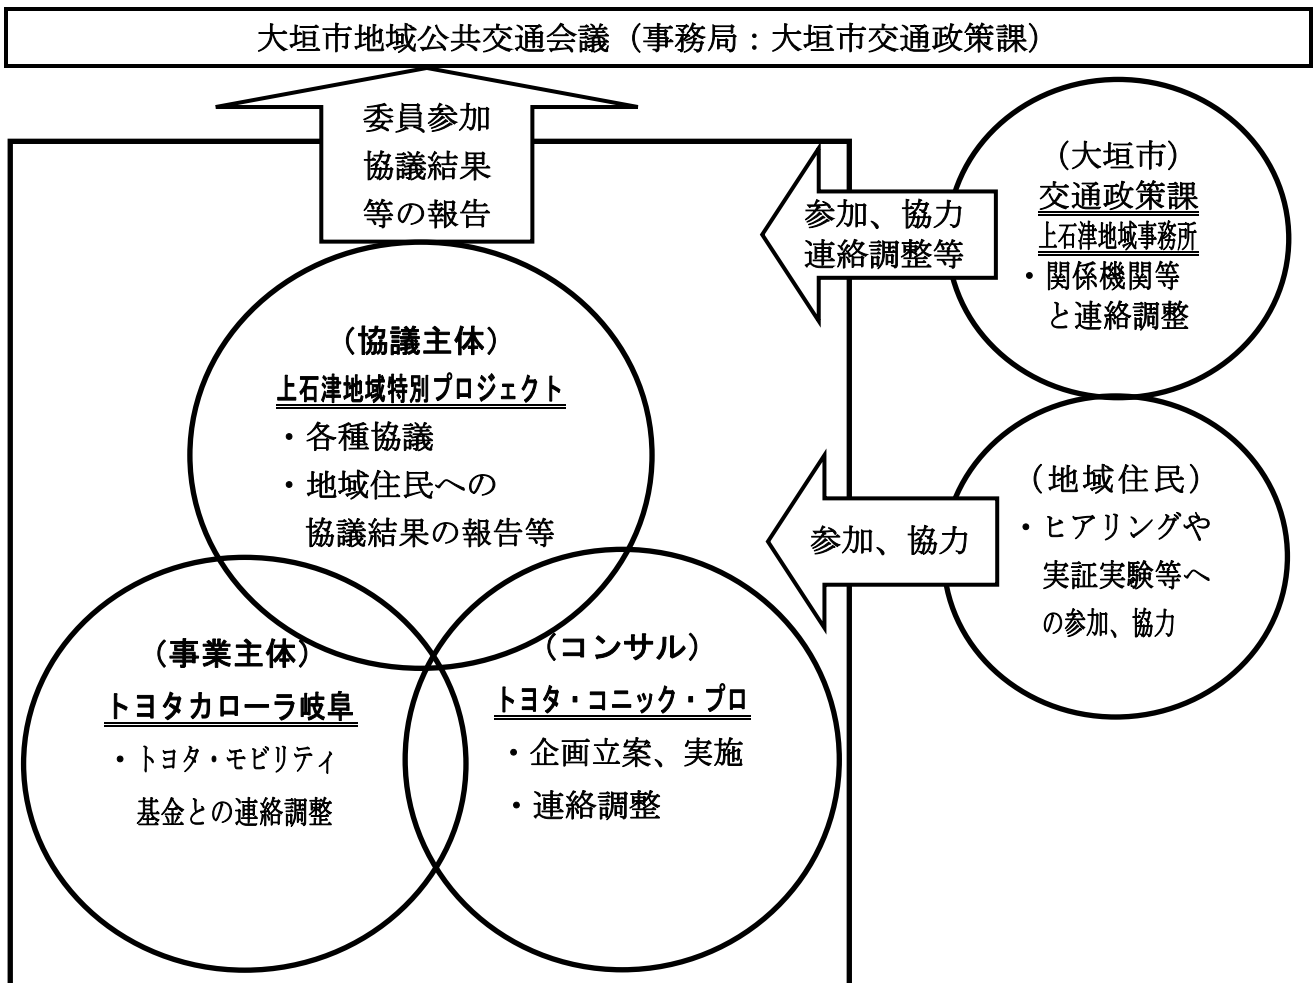 大垣市地域公共交通会議（事務局：大垣市交通政策課）
委員参加
協議結果
等の報告
（協議主体）
上石津地域特別プロジェクト
・各種協議
・地域住民への
協議結果の報告等
（事業主体）
トヨタカローラ岐阜
・トヨタ・モビリティ
基金との連絡調整
（コンサル）
トヨタ・コニック・プロ
・企画立案、実施
・連絡調整
参加、協力
連絡調整等
（大垣市）
交通政策課
上石津地域事務所
・関係機関等
と連絡調整
参加、協力
（地域住民）
・ヒアリングや
実証実験等へ
の参加、協力